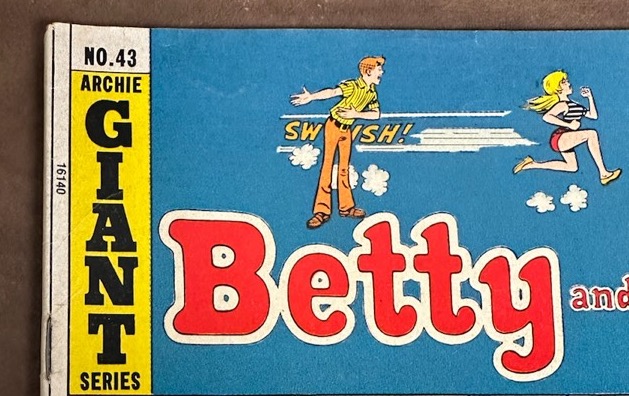 NO.43
ARCHIE
GIANT
SERIES
16140
SWISH!
Betty
and